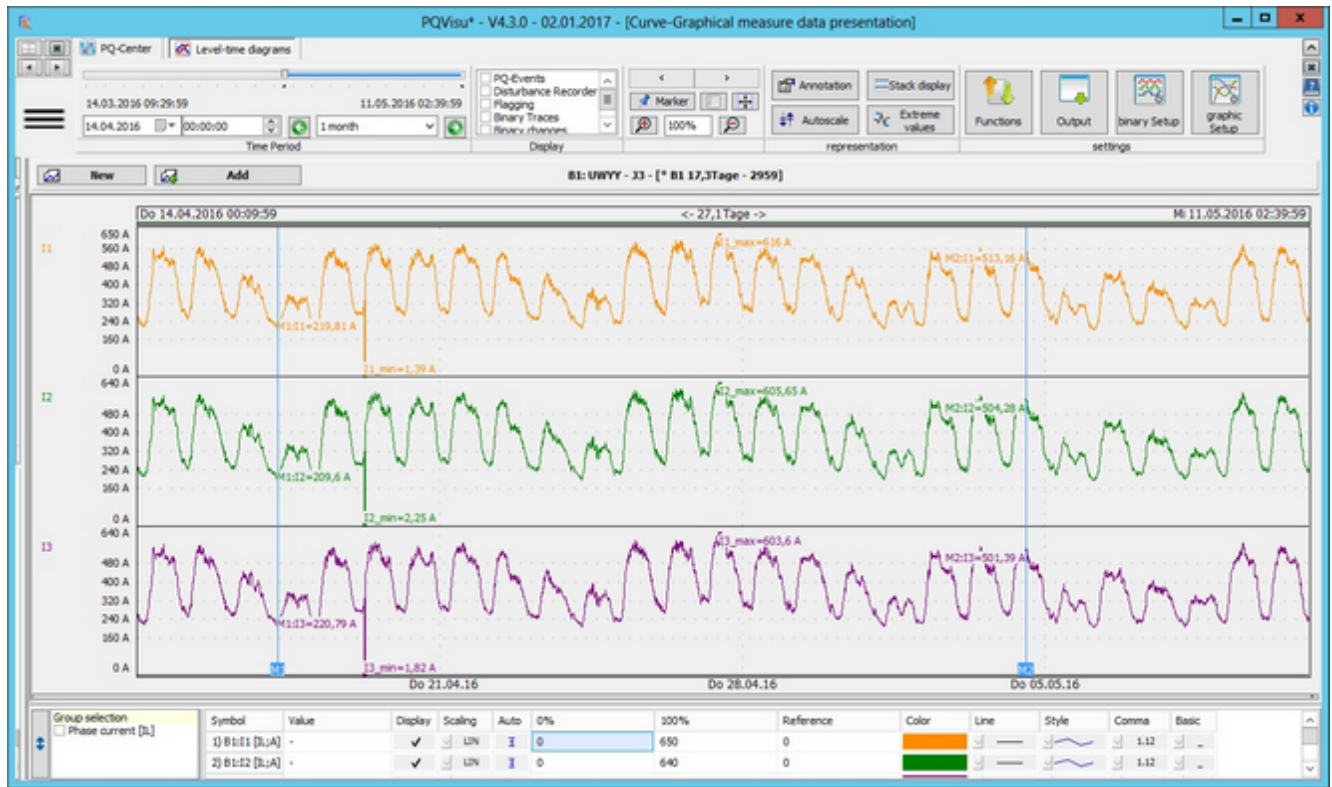 PQVisu* - V4.3.0 - 02.01.2017 - [Curve-Graphical measure data presentation]
PQ-Center Level-time diagrams
14.03.2016 09:29:59 11.05.2016 02:39:59
14.04.2016 00:00:00 1 month
Time Period
PQ-Events
Disturbance Recorder
Flagging
Binary Traces
Binary changes
Marker
100%
Display
Annotation Stack display
Autoscale Extreme values
representation
Functions Output binary Setup graphic Setup
settings
New Add B1: UWYY - J3 - [* B1 17,3Tage - 2959]
Do 14.04.2016 00:09:59 <- 27,1Tage -> Mi 11.05.2016 02:39:59
I1
650 A
560 A
480 A
400 A
320 A
240 A
160 A
0 A
I1_max=616 A
M2:I1=513,16 A
M1:I1=219,81 A
I1_min=1,39 A
I2
640 A
480 A
400 A
320 A
240 A
160 A
0 A
I2_max=605,65 A
M2:I2=504,28 A
M1:I2=209,6 A
I2_min=2,25 A
I3
640 A
480 A
400 A
320 A
240 A
160 A
0 A
I3_max=603,6 A
M2:I3=501,39 A
M1:I3=220,79 A
I3_min=1,82 A
M1 M2
Do 21.04.16 Do 28.04.16 Do 05.05.16
Group selection
Phase current [IL]
Symbol Value Display Scaling Auto 0% 100% Reference Color Line Style Comma Basic
1) B1:I1 [IL;A] - LIN I 0 650 0 1.12 _
2) B1:I2 [IL;A] - LIN I 0 640 0 1.12 _